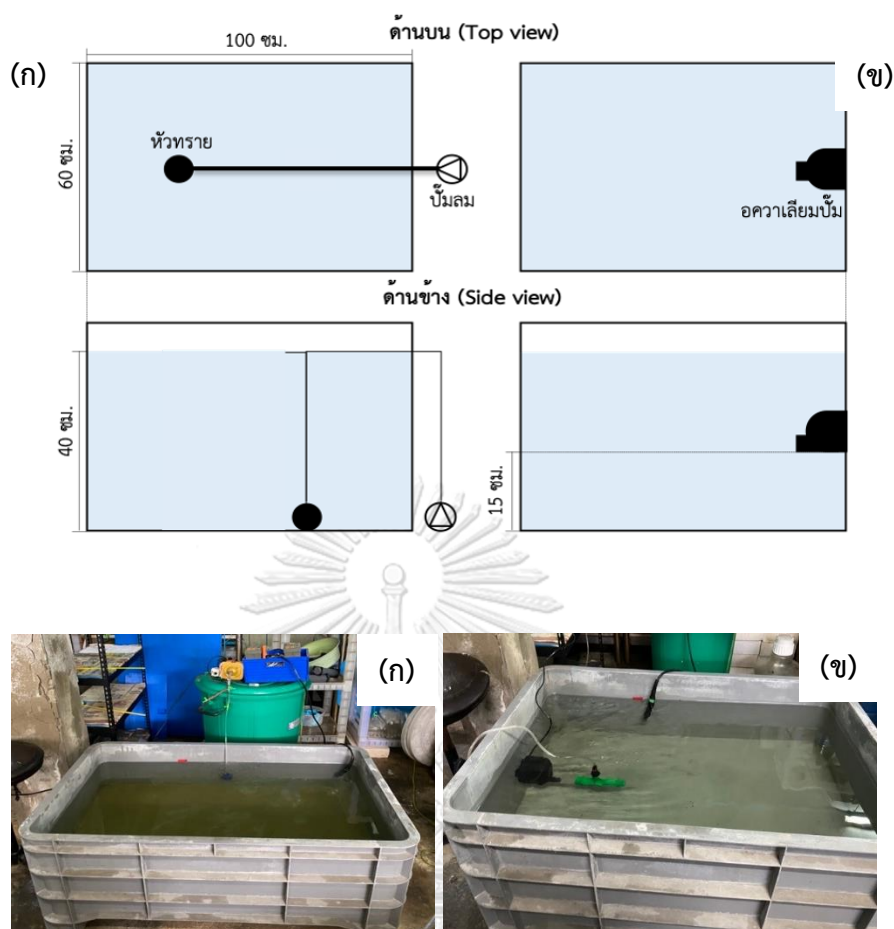 ด้านบน (Top view)
100 ซม.
(ก)
(ข)
60 ซม.
หัวทราย
ปั๊มลม
อควาเลียมปั๊ม
ด้านข้าง (Side view)
40 ซม.
15 ซม.
(ก)
(ข)